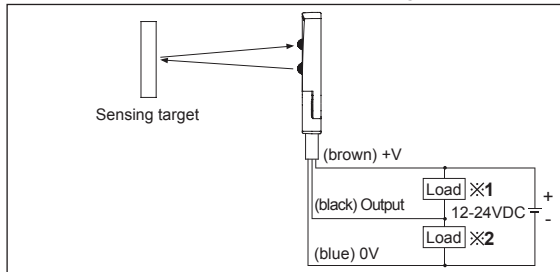 Sensing target
(brown) +V
Load ※1
(black) Output
12-24VDC
+
-
Load ※2
(blue) 0V